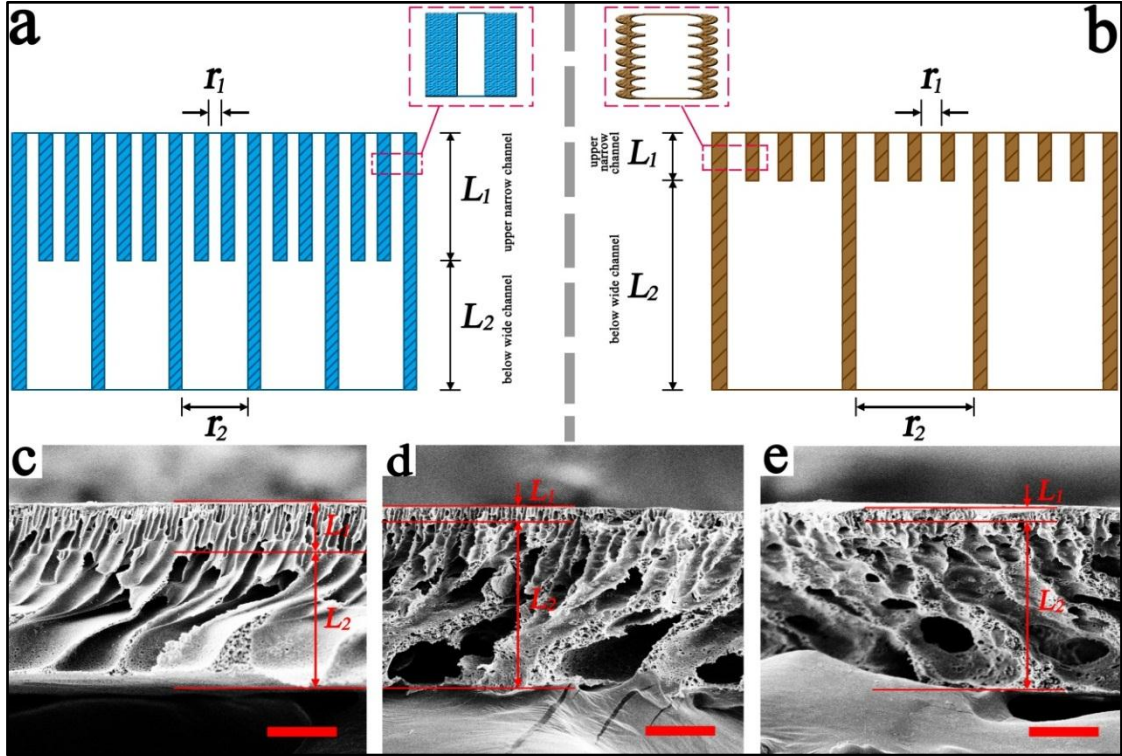 a
b
r1
r1
L1
upper narrow channel
L2
below wide channel
r2
upper
narrow
channel
L1
L2
below wide channel
r2
c
d
e
L1
L2
L1
L2
L1
L2